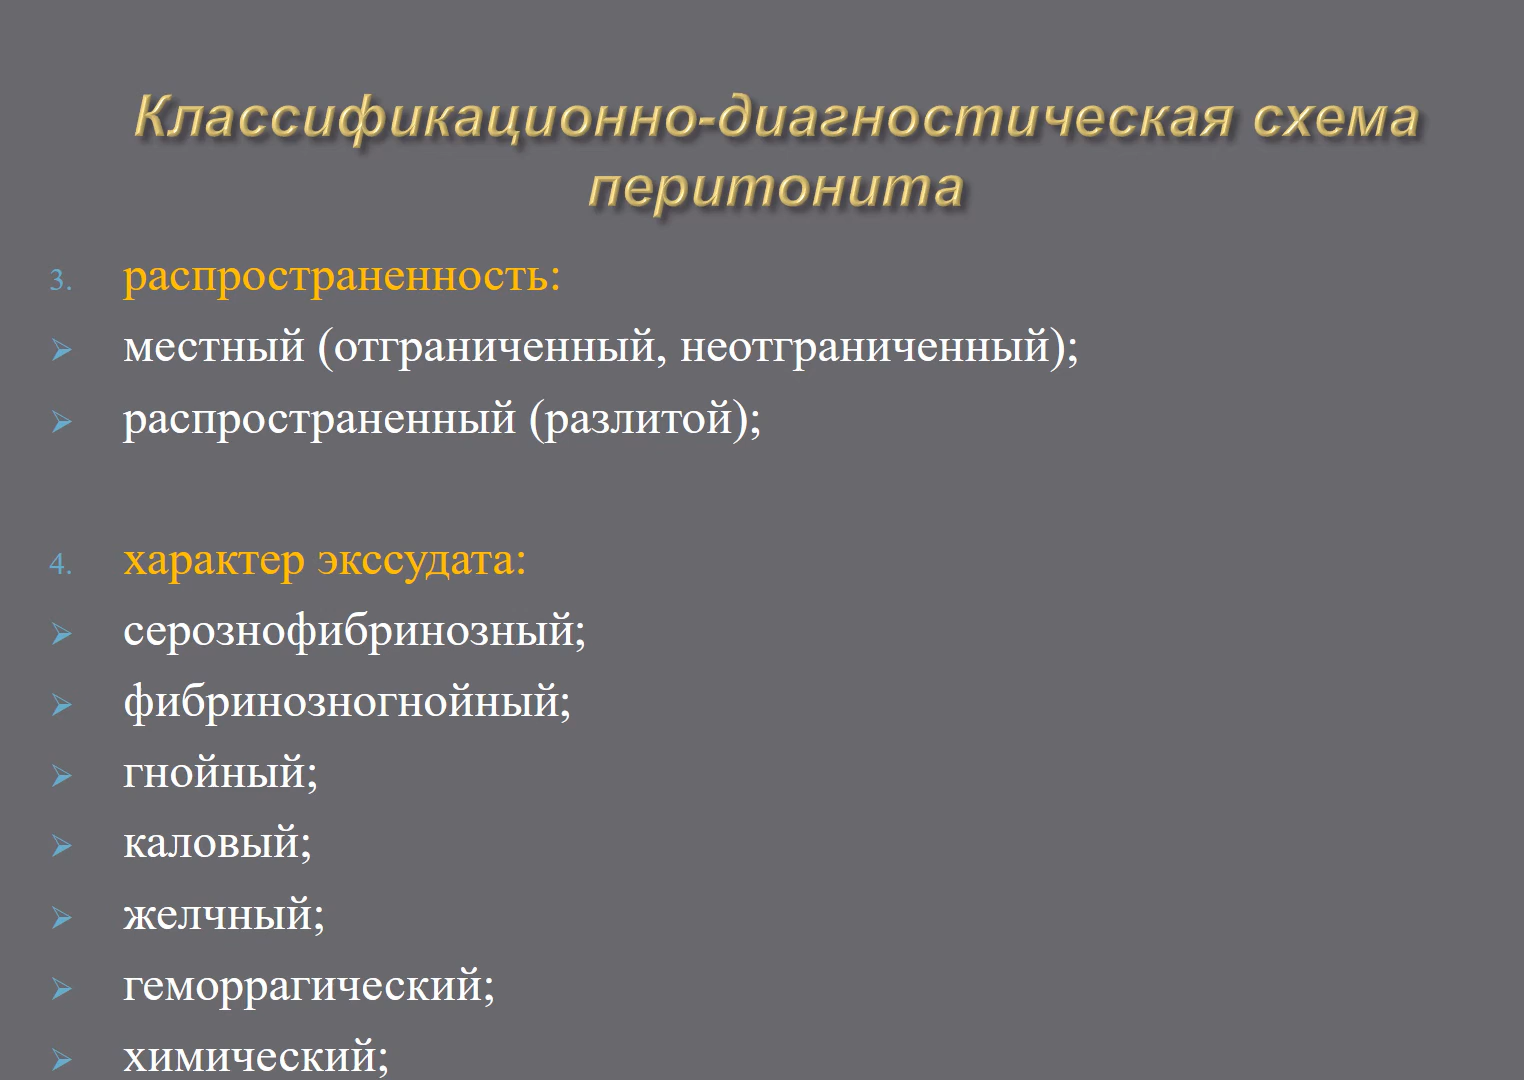 Классификационно-диагностическая схема
перитонита
3. распространенность:
местный (отграниченный, неотграниченный);
распространенный (разлитой);
4. характер экссудата:
серознофибринозный;
фибринозногнойный;
гнойный;
каловый;
желчный;
геморрагический;
химический;